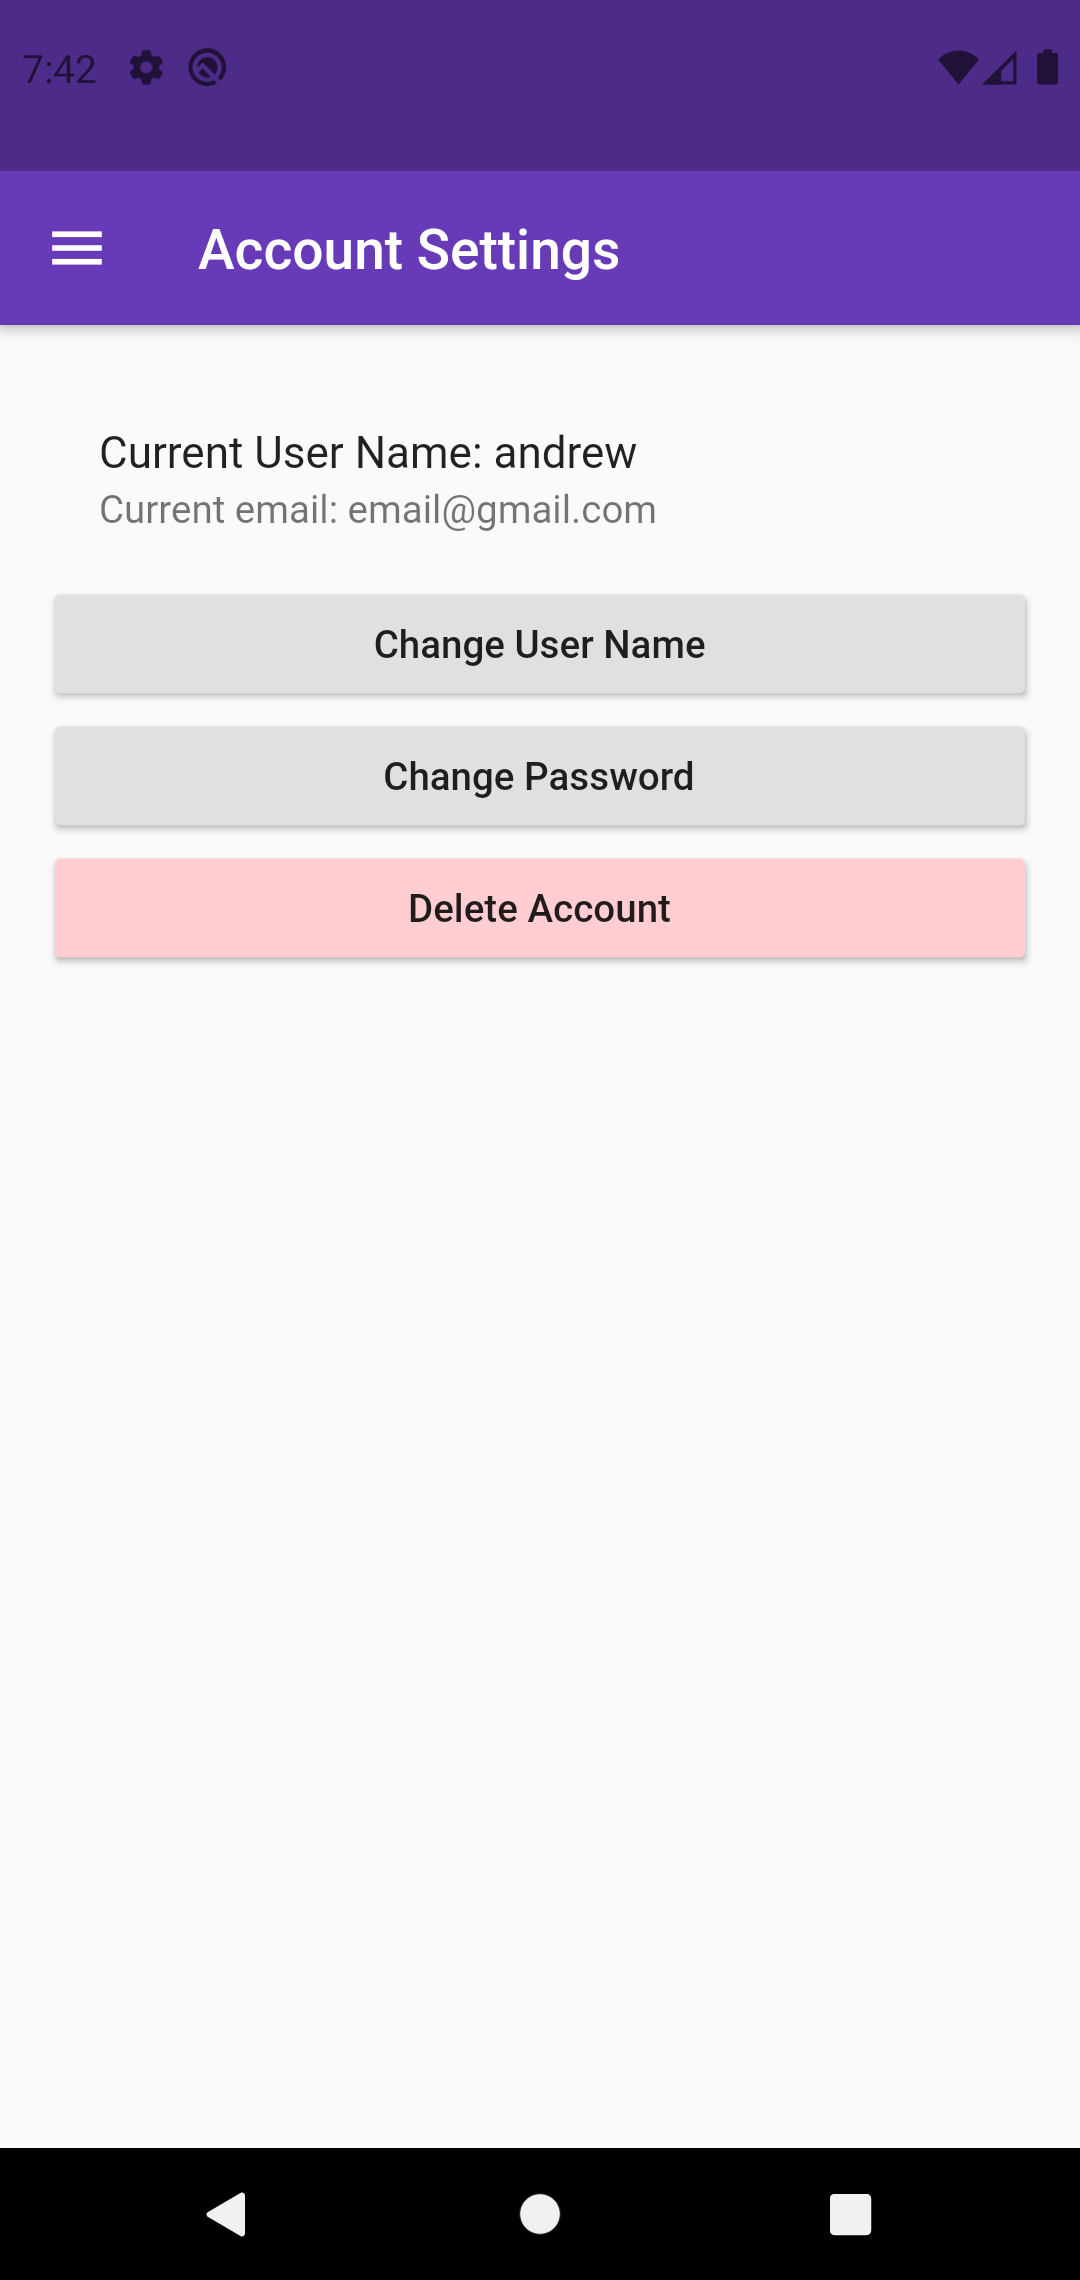 7:42
Account Settings
Current User Name: andrew
Current email: email@gmail.com
Change User Name
Change Password
Delete Account